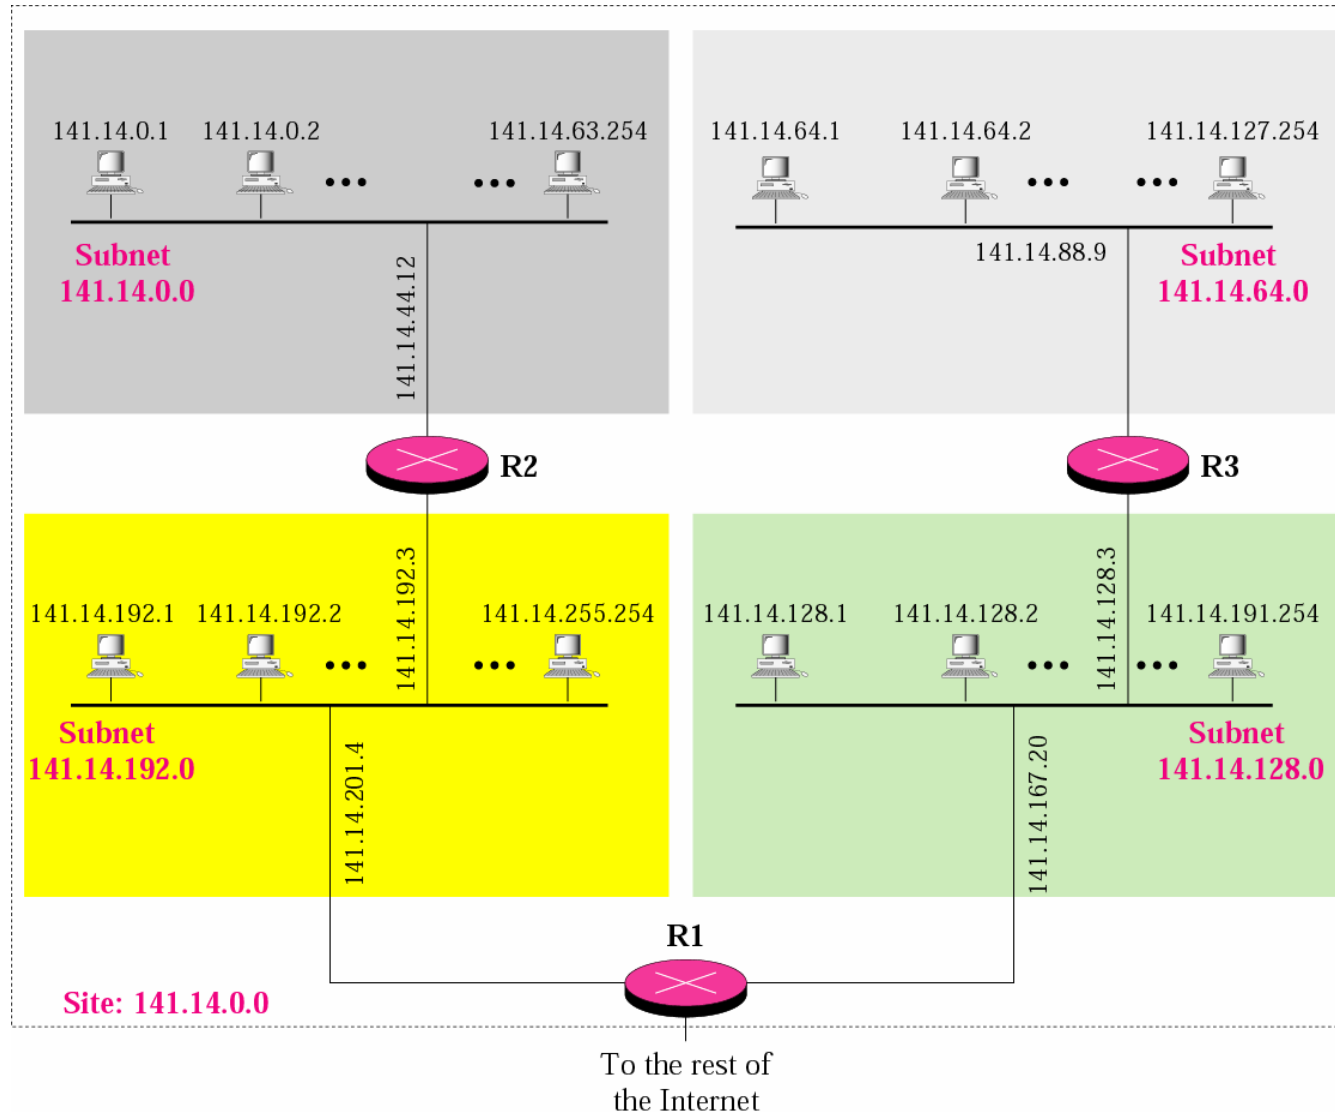 141.14.0.1
141.14.0.2
141.14.63.254
Subnet
141.14.0.0
141.14.44.12
141.14.64.1
141.14.64.2
141.14.127.254
141.14.88.9
Subnet
141.14.64.0
R2
R3
141.14.192.1
141.14.192.2
141.14.192.3
141.14.255.254
Subnet
141.14.192.0
141.14.201.4
141.14.128.1
141.14.128.2
141.14.128.3
141.14.191.254
Subnet
141.14.128.0
141.14.167.20
R1
Site: 141.14.0.0
To the rest of
the Internet